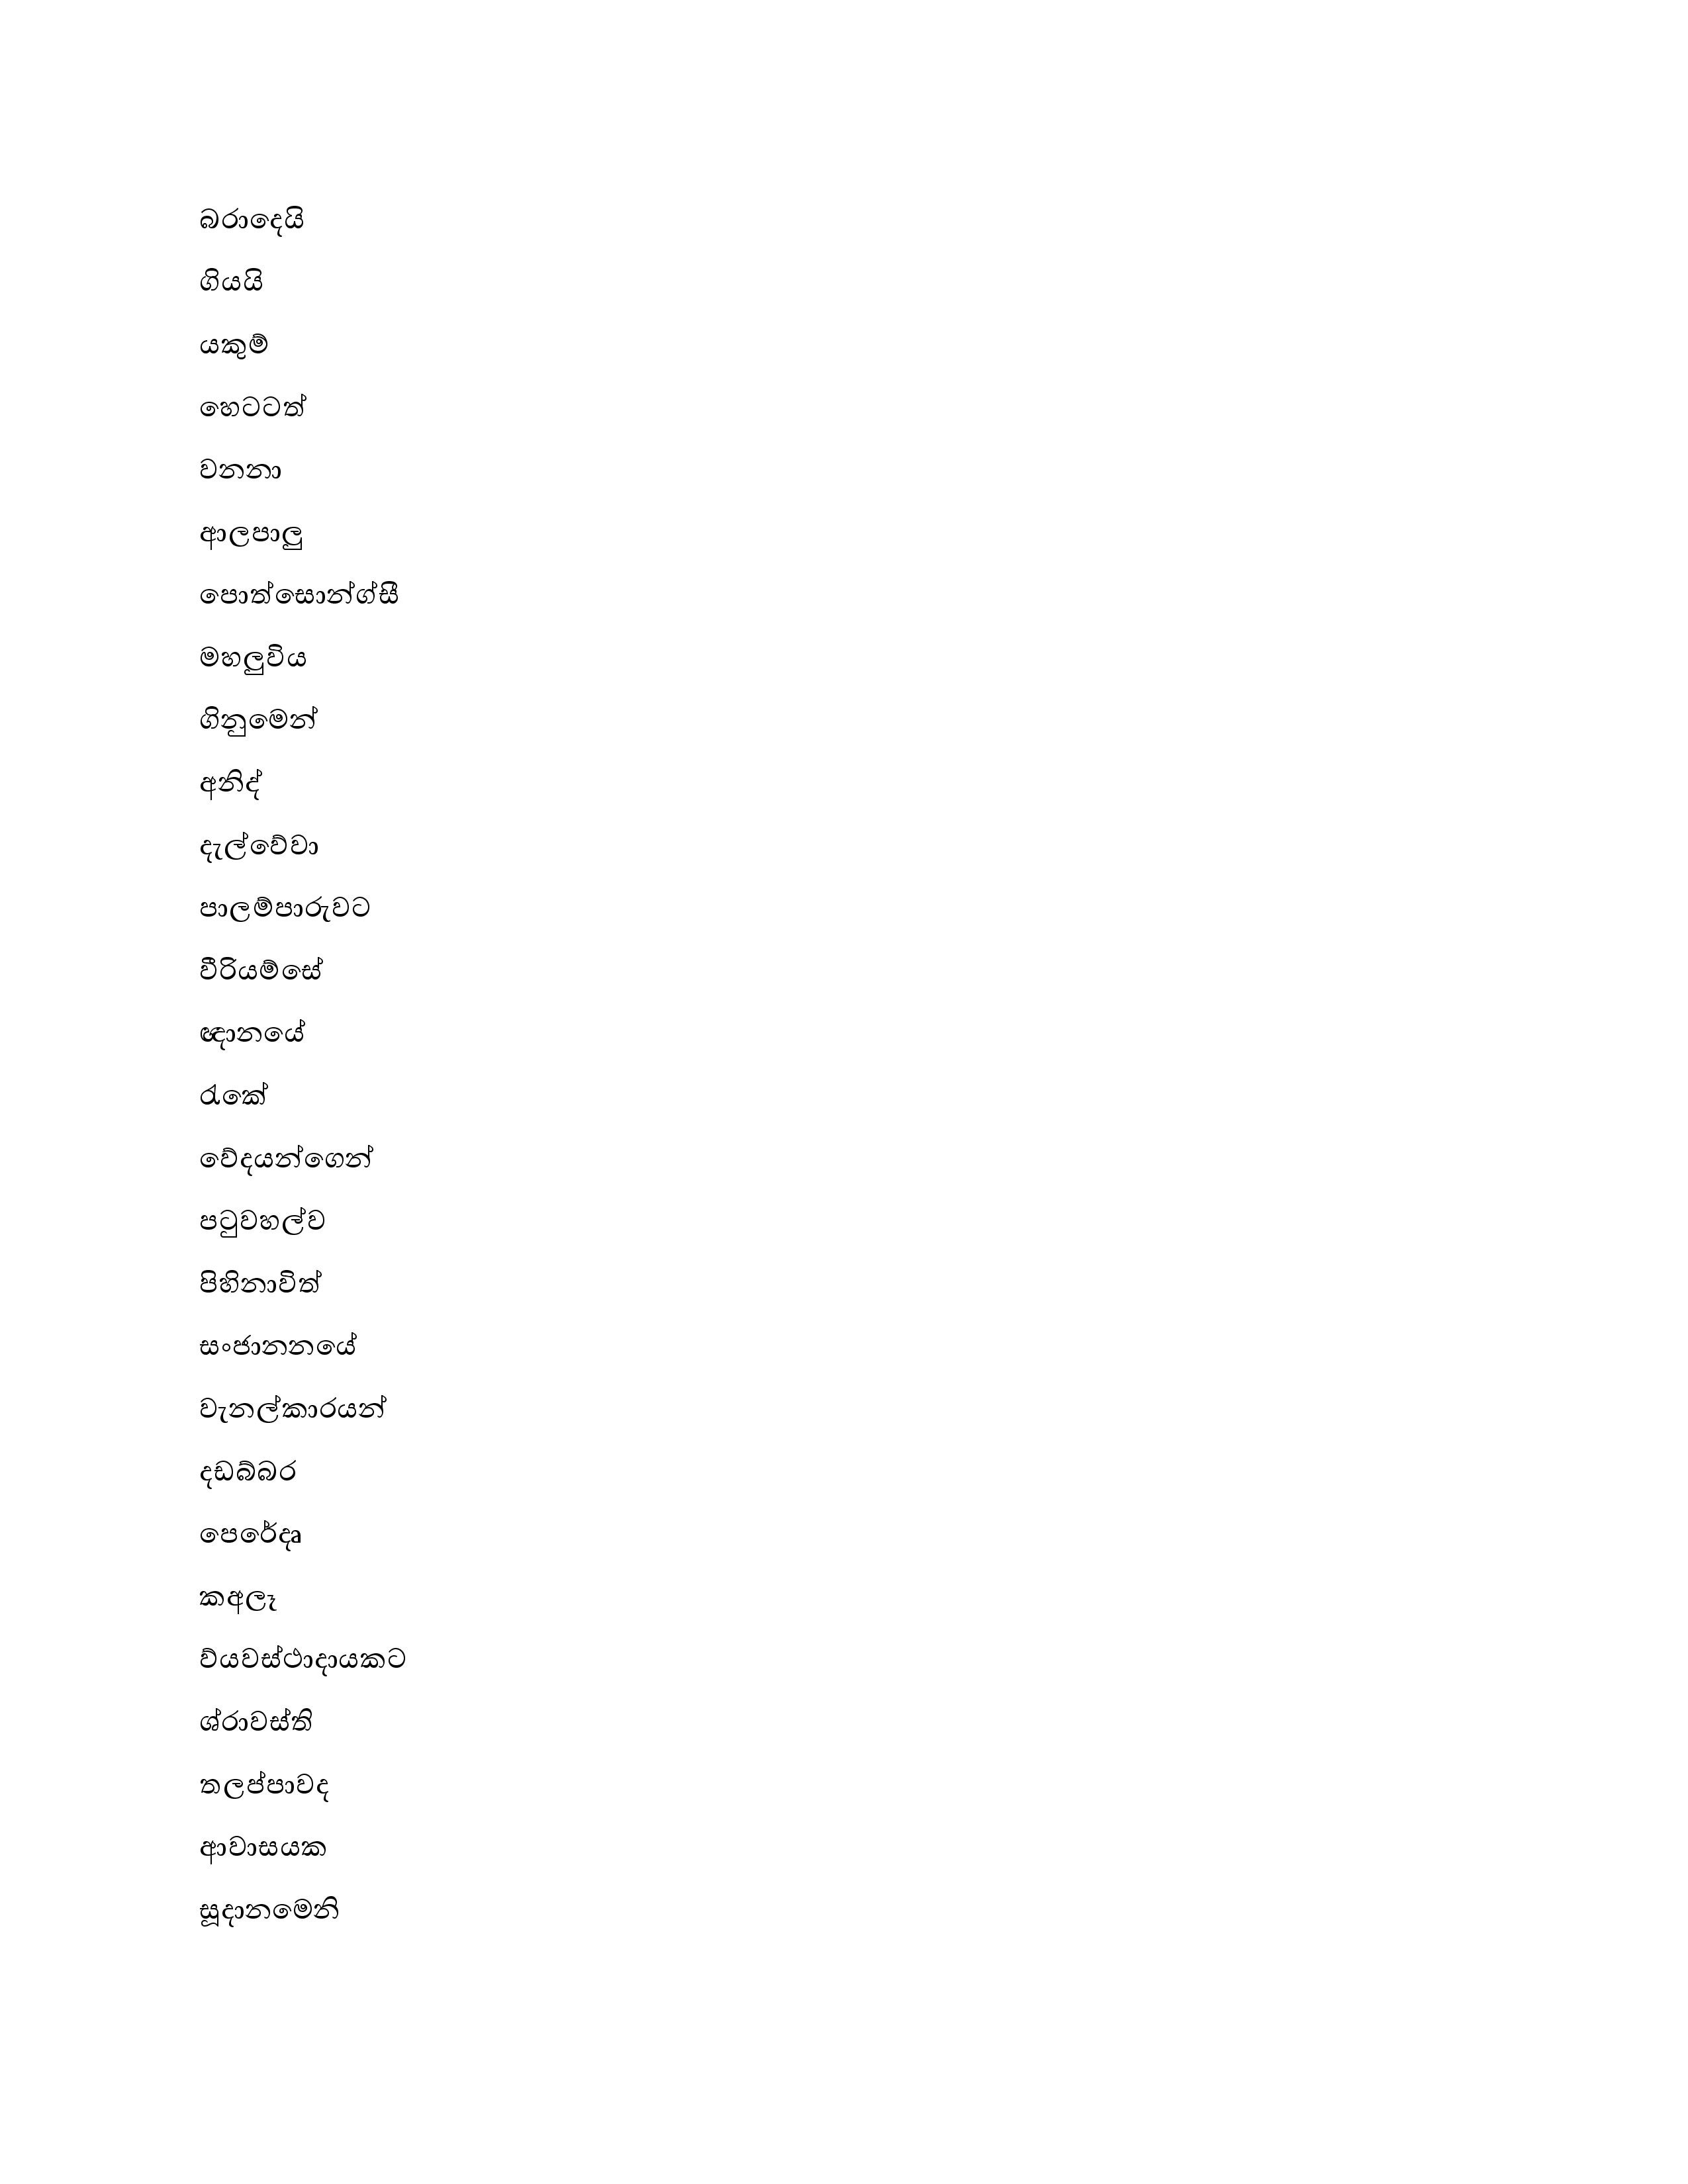 බරාදෙයි
ගියයි
යකුම්
හෙටටත්
වනනා
ආලපාලු
පොත්සොන්ග්සී
මහලුවිය
ගිනුමෙන්
අනිද්
දැල්වේවා
පාලම්පාරුවට
වීරියම්සේ
ඥානයේ
රැකේ
වේදයන්ගෙන්
පටුවහල්ව
පිහිනාවිත්
සංජානනයේ
වැනල්කාරයන්
දඩබ්බර
පෙරේදෘ
කඅලෑ
ව්යවස්ථාදායකට
ශ්රාවස්ති
තලප්පාවද
ආවාසයක
සූදානමෙනි